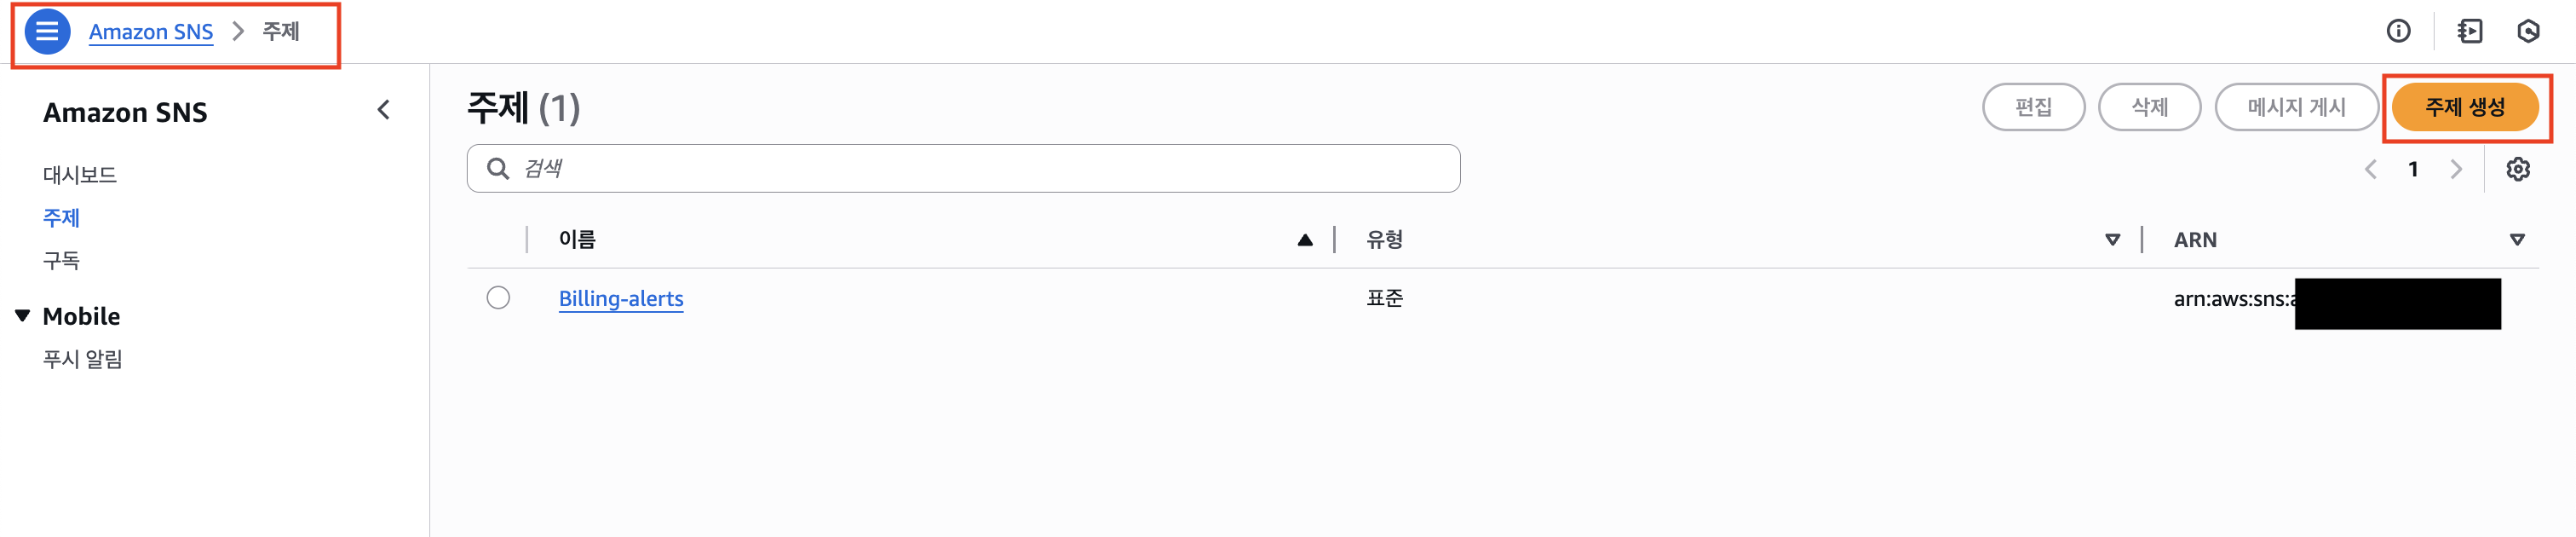 Amazon SNS > 주제
Amazon SNS
대시보드
주제
구독
Mobile
푸시 알림
주제 (1)
편집 삭제 메시지 게시 주제 생성
검색
1
이름 유형 ARN
Billing-alerts 표준 arn:aws:sns:a